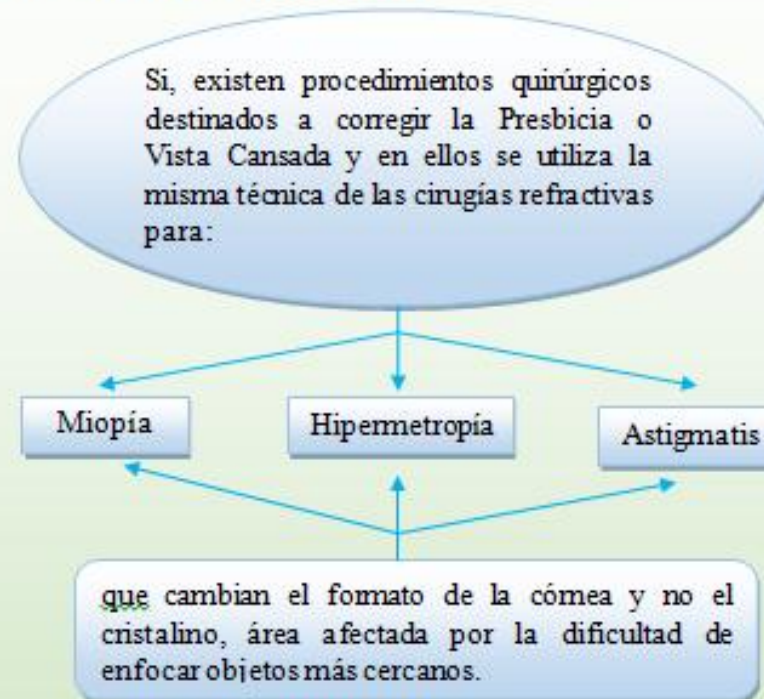 Si, existen procedimientos quirúrgicos
destinados a corregir la Presbicia o
Vista Cansada y en ellos se utiliza la
misma técnica de las cirugías refractivas
para:
Miopía
Hipermetropía
Astigmatis
que cambian el formato de la córnea y no el
cristalino, área afectada por la dificultad de
enfocar objetos más cercanos.